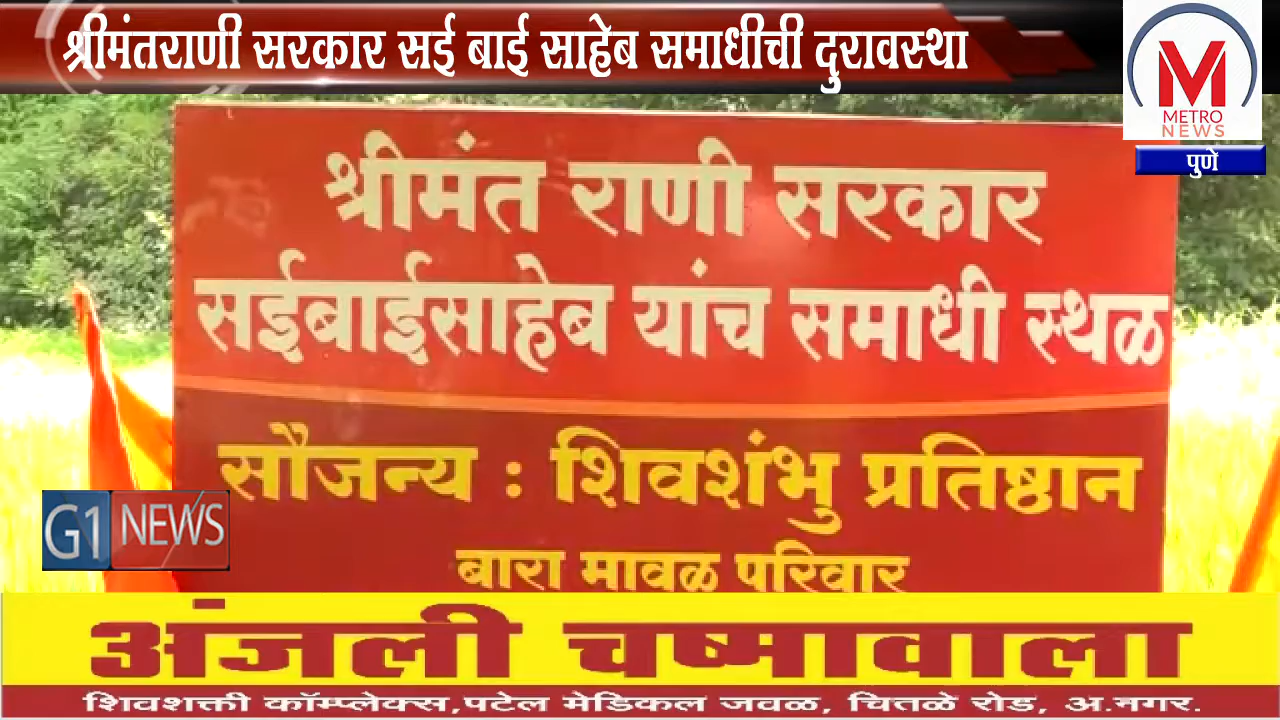 श्रीमंतराणी सरकार सई बाई साहेब समाधीची दुरावस्था
M
METRO
NEWS
पुणे
श्रीमंत राणी सरकार
सईबाईसाहेब यांच समाधी स्थळ
सौजन्य : शिवशंभु प्रतिष्ठान
बारा मावळ परिवार
G1 NEWS
अंजली चष्मावाला
शिवशक्ती कॉम्प्लेक्स,पटेल मेडिकल जवळ, चितळे रोड, अ.नगर.